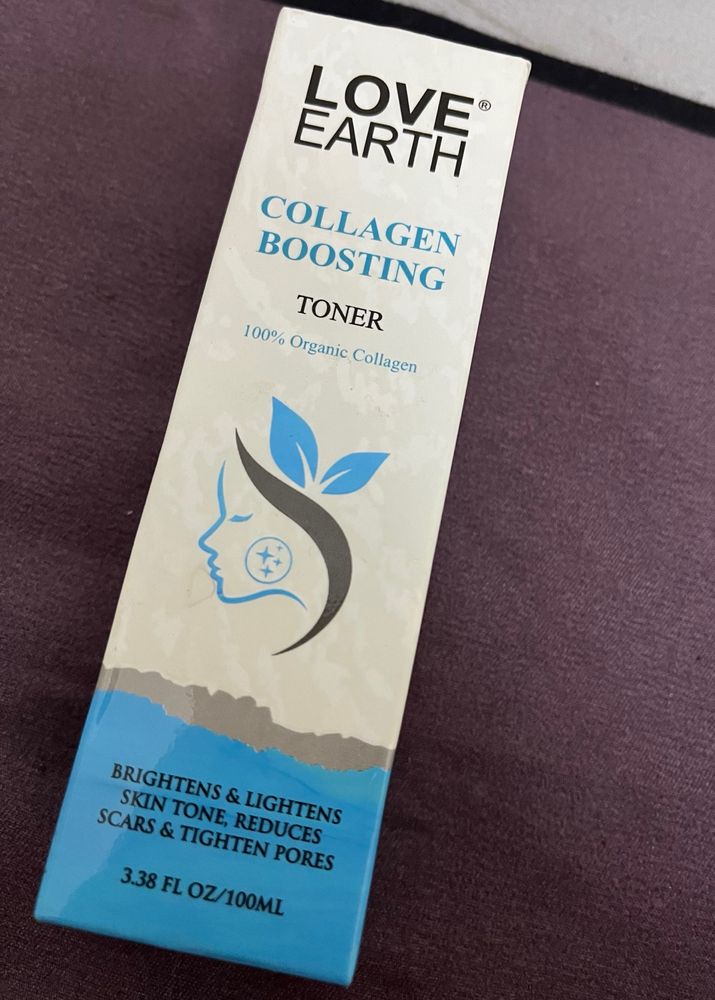 LOVE®
EARTH
COLLAGEN
BOOSTING
TONER
100% Organic Collagen
BRIGHTENS & LIGHTENS
SKIN TONE, REDUCES
SCARS & TIGHTEN PORES
3.38 FL OZ/100ML